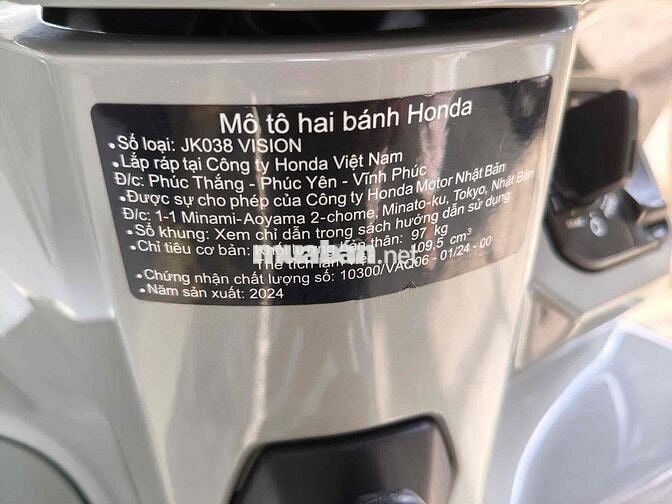 Mô tô hai bánh Honda
• Số loại: JK038 VISION
• Lắp ráp tại Công ty Honda Việt Nam
Đ/c: Phúc Thắng - Phúc Yên - Vĩnh Phúc
• Được sự cho phép của Công ty Honda Motor Nhật Bản
Đ/c: 1-1 Minami-Aoyama 2-chome, Minato-ku, Tokyo, Nhật Bản
• Số khung: Xem chỉ dẫn trong sách hướng dẫn sử dụng
• Chỉ tiêu cơ bản: thân: 97 kg
Thể tích làm 109,5 cm³
• Chứng nhận chất lượng số: 10300/VAQ06 - 01/24 - 00
• Năm sản xuất: 2024
muaban.net